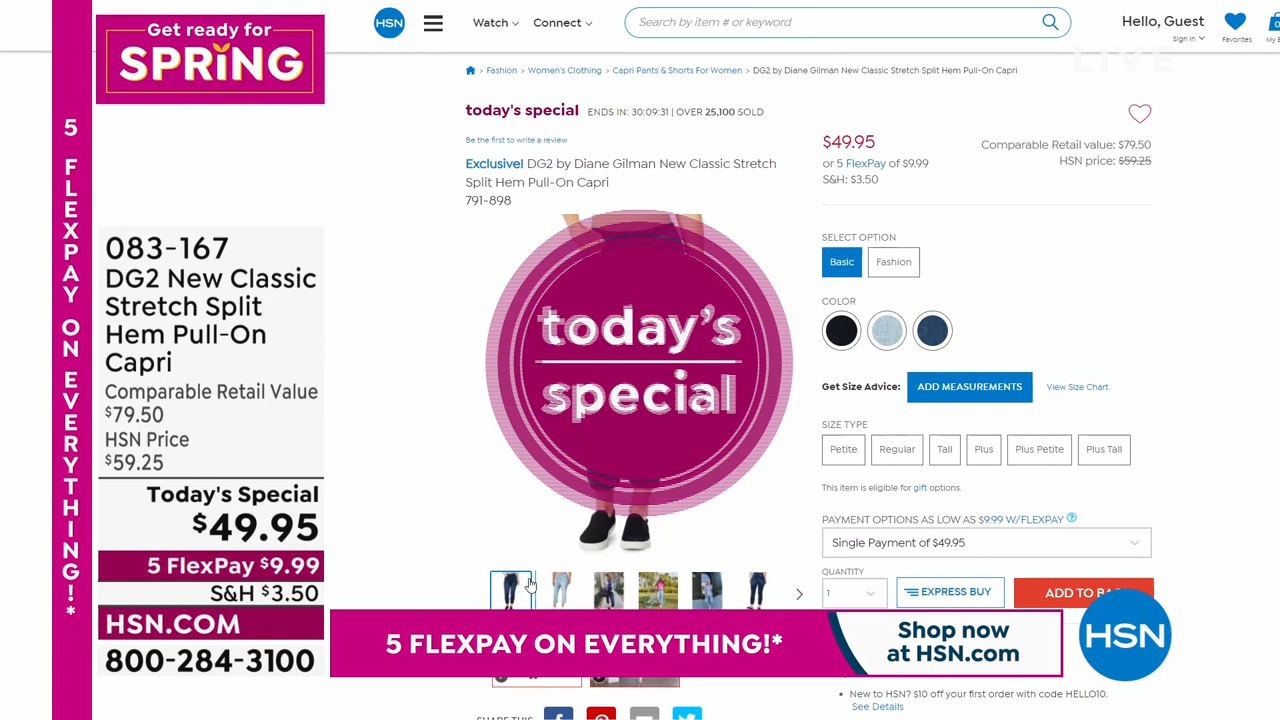 Get ready for
SPRING
5 FLEXPAY ON EVERYTHING!*
083-167
DG2 New Classic
Stretch Split
Hem Pull-On
Capri
Comparable Retail Value
$79.50
HSN Price
$59.25
Today's Special
$49.95
5 FlexPay $9.99
S&H $3.50
HSN.COM
800-284-3100
HSN
Watch
Connect
Search by item # or keyword
Hello, Guest
Sign In
Favorites
LIVE
> Fashion > Women's Clothing > Capri Pants & Shorts For Women > DG2 by Diane Gilman New Classic Stretch Split Hem Pull-On Capri
today's special ENDS IN: 30:09:31 | OVER 25,100 SOLD
Be the first to write a review
Exclusive! DG2 by Diane Gilman New Classic Stretch
Split Hem Pull-On Capri
791-898
today's
special
$49.95
or 5 FlexPay of $9.99
S&H: $3.50
Comparable Retail value: $79.50
HSN price: $59.25
SELECT OPTION
Basic
Fashion
COLOR
Get Size Advice: ADD MEASUREMENTS View Size Chart
SIZE TYPE
Petite
Regular
Tall
Plus
Plus Petite
Plus Tall
This item is eligible for gift options.
PAYMENT OPTIONS AS LOW AS $9.99 W/FLEXPAY ?
Single Payment of $49.95
QUANTITY
1
EXPRESS BUY
ADD TO
5 FLEXPAY ON EVERYTHING!*
Shop now
at HSN.com
HSN
New to HSN? $10 off your first order with code HELLO10.
See Details
SHARE THIS